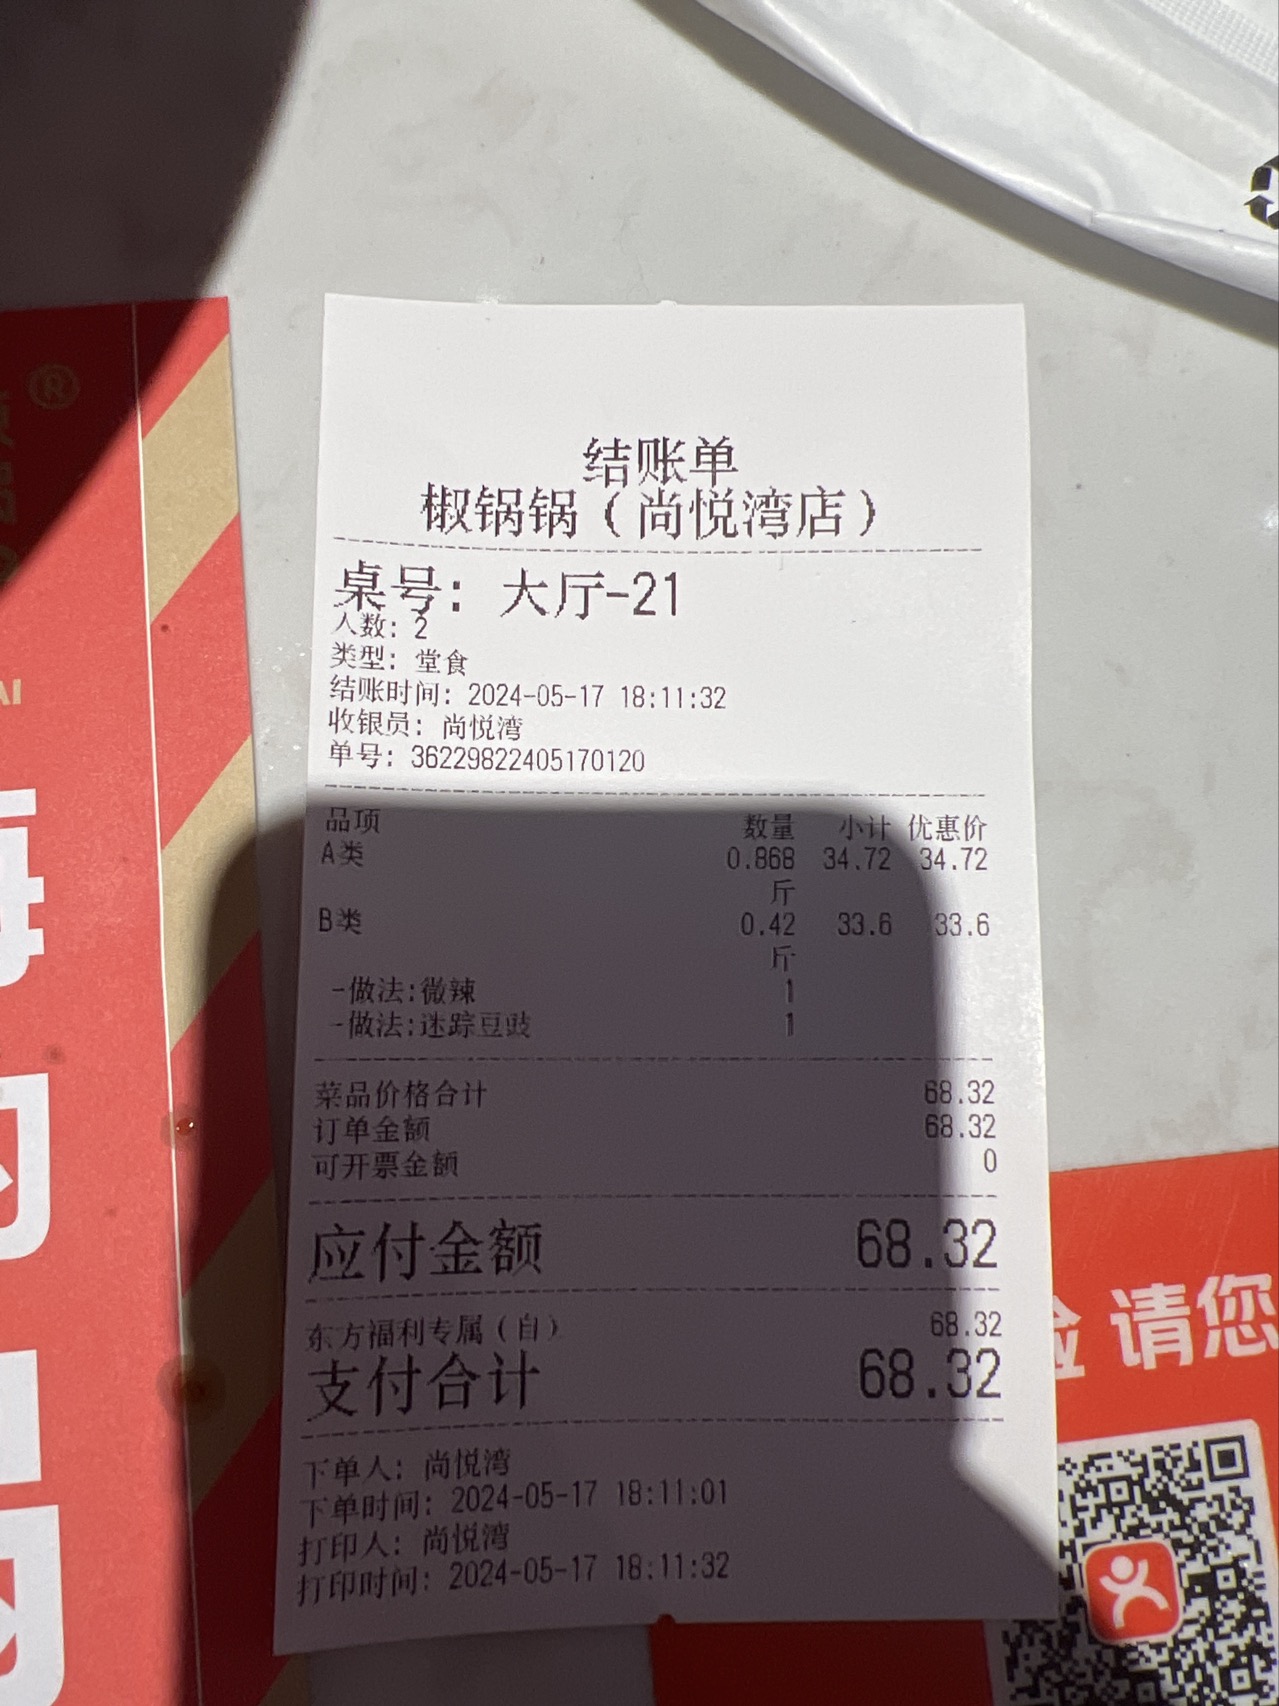 结账单
椒锅锅（尚悦湾店）
桌号：大厅-21
人数：2
类型：堂食
结账时间：2024-05-17 18:11:32
收银员：尚悦湾
单号：36229822405170120
品项 数量 小计 优惠价
A类 0.868 34.72 34.72
斤
B类 0.42 33.6 33.6
斤
-做法:微辣 1
-做法:迷踪豆豉 1
菜品价格合计 68.32
订单金额 68.32
可开票金额 0
应付金额 68.32
东方福利专属（自） 68.32
支付合计 68.32
下单人：尚悦湾
下单时间：2024-05-17 18:11:01
打印人：尚悦湾
打印时间：2024-05-17 18:11:32
请您